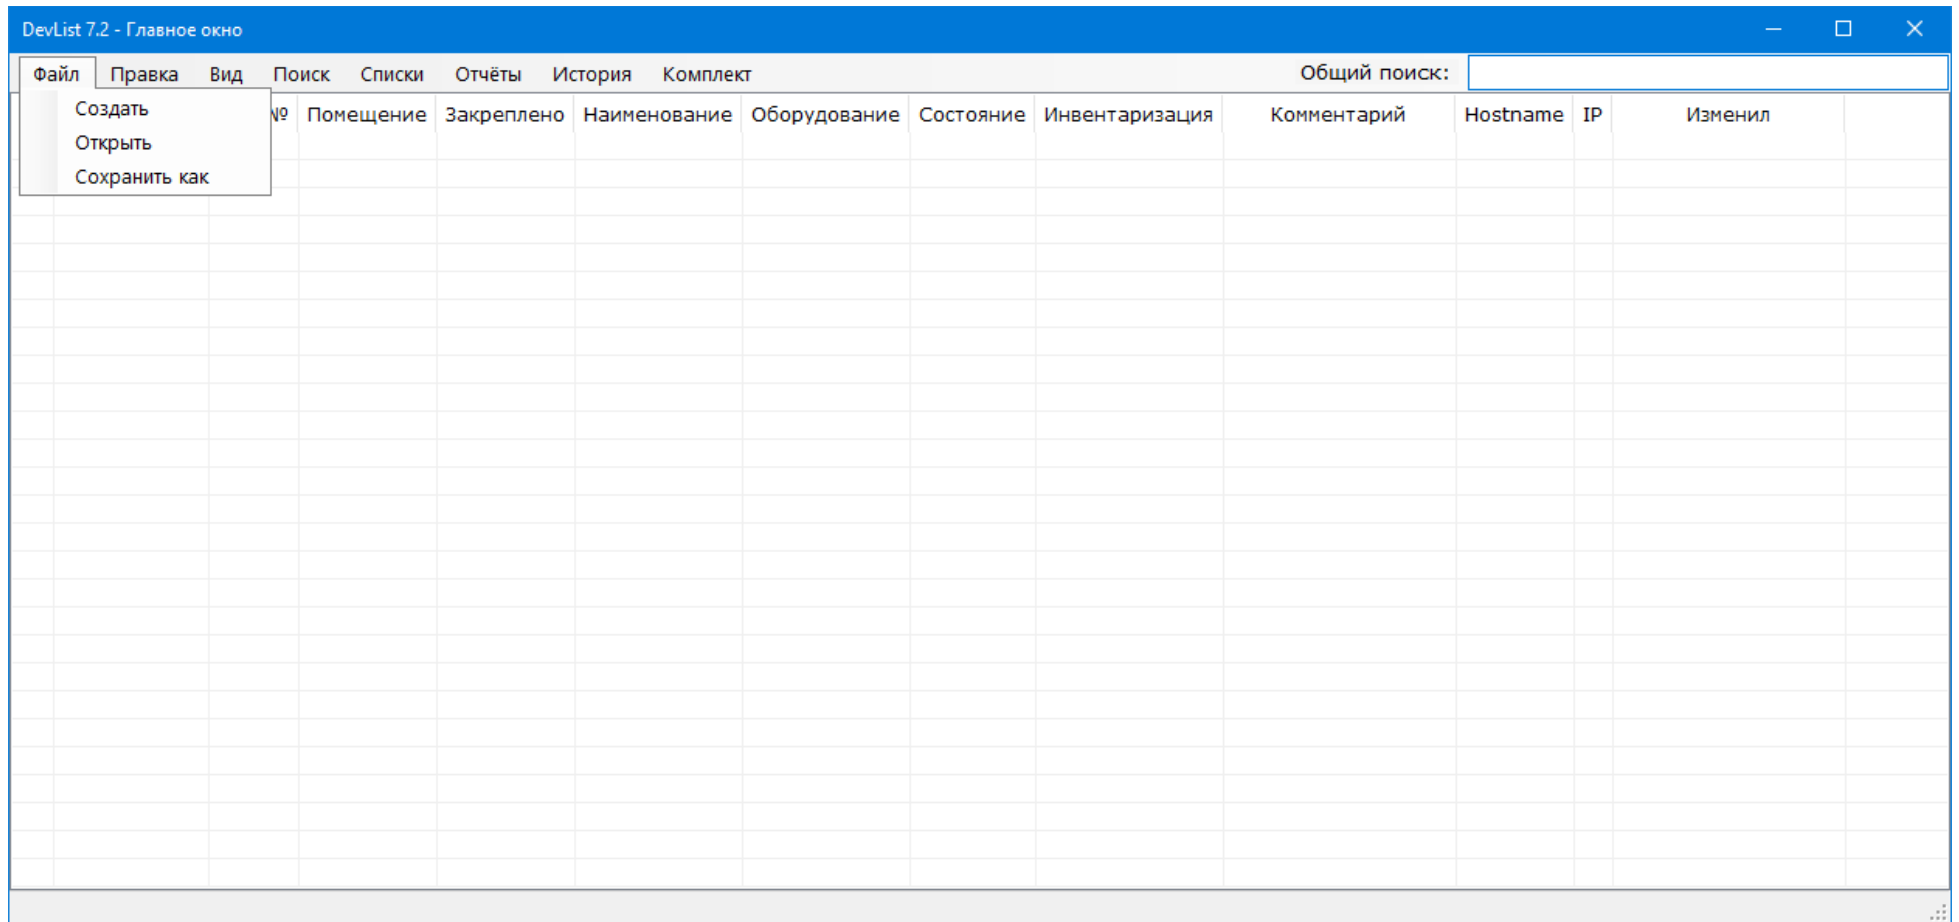 DevList 7.2 - Главное окно
Файл Правка Вид Поиск Списки Отчёты История Комплект Общий поиск:
Создать
Открыть
Сохранить как
№ Помещение Закреплено Наименование Оборудование Состояние Инвентаризация Комментарий Hostname IP Изменил